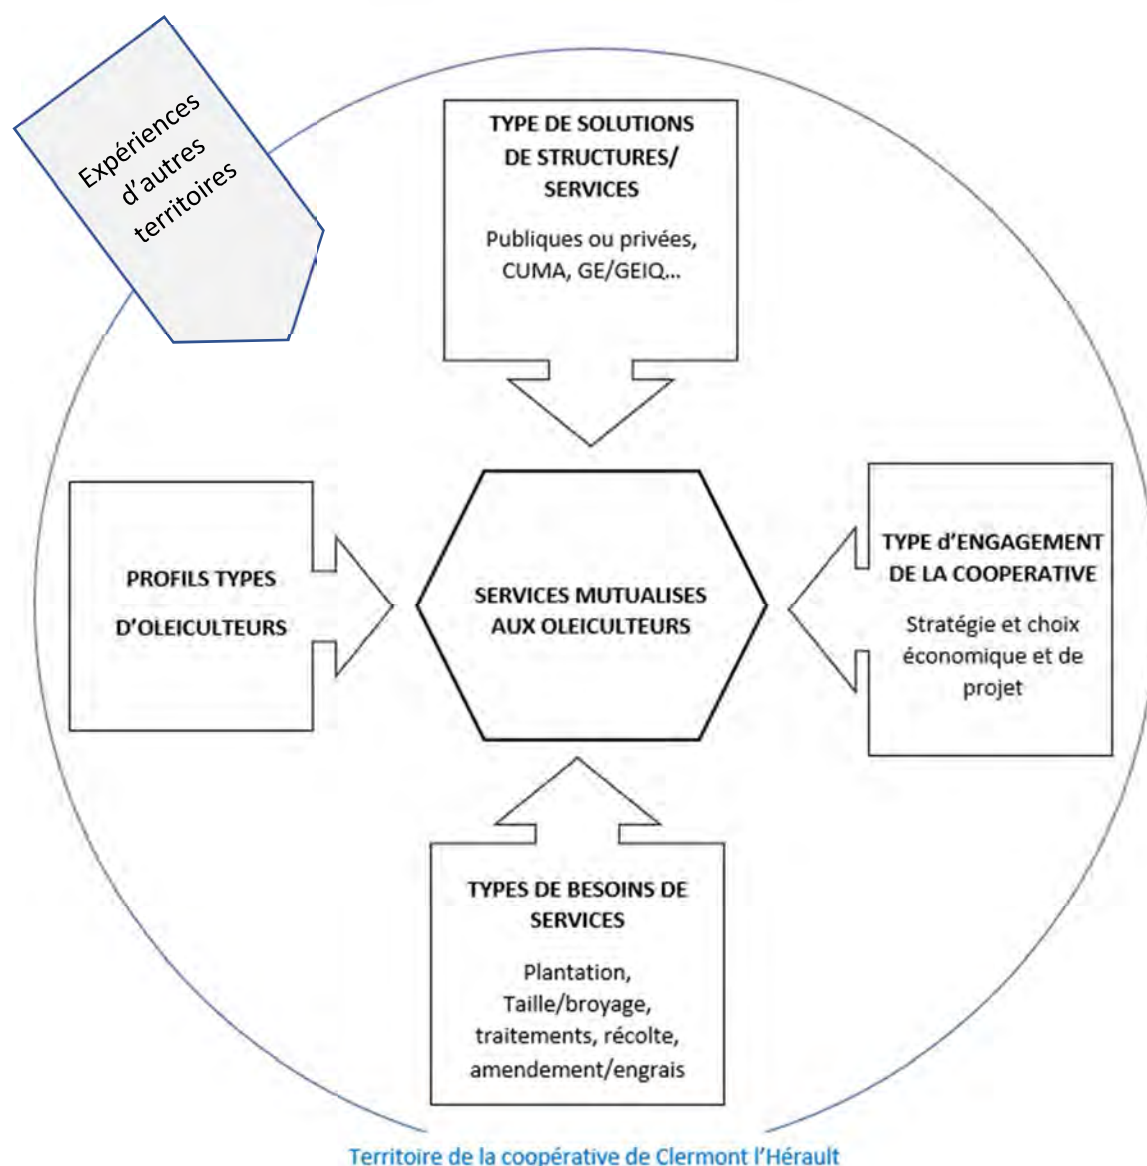 Expériences
d'autres
territoires
TYPE DE SOLUTIONS
DE STRUCTURES/
SERVICES
Publiques ou privées,
CUMA, GE/GEIQ...
PROFILS TYPES
D'OLEICULTEURS
SERVICES MUTUALISES
AUX OLEICULTEURS
TYPE d'ENGAGEMENT
DE LA COOPERATIVE
Stratégie et choix
économique et de
projet
TYPES DE BESOINS DE
SERVICES
Plantation,
Taille/broyage,
traitements, récolte,
amendement/engrais
Territoire de la coopérative de Clermont l'Hérault